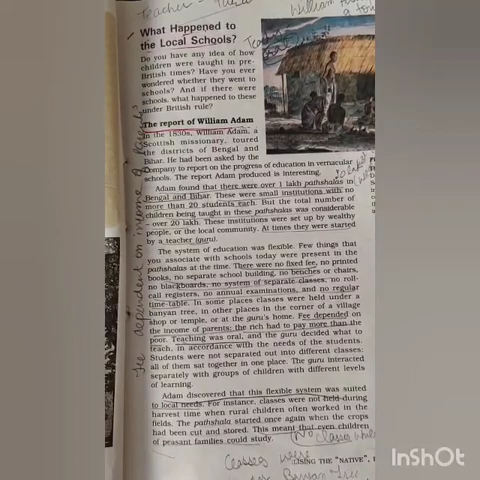 Teacher -
William
What Happened to
the Local Schools?
Do you have any idea of how
children were taught in pre-
British times? Have you ever
wondered whether they went to
schools? And if there were
schools, what happened to these
under British rule?
The report of William Adam
In the 1830s, William Adam, a
Scottish missionary, toured
the districts of Bengal and
Bihar. He had been asked by the
Company to report on the progress of education in vernacular
schools. The report Adam produced is interesting.
Adam found that there were over 1 lakh pathshalas in
Bengal and Bihar. These were small institutions with no
more than 20 students each. But the total number of
children being taught in these pathshalas was considerable
– over 20 lakh. These institutions were set up by wealthy
people, or the local community. At times they were started
by a teacher (guru).
The system of education was flexible. Few things that
you associate with schools today were present in the
pathshalas at the time. There were no fixed fee, no printed
books, no separate school building, no benches or chairs,
no blackboards, no system of separate classes, no roll-
call registers, no annual examinations, and no regular
time-table. In some places classes were held under a
banyan tree, in other places in the corner of a village
shop or temple, or at the guru's home. Fee depended on
the income of parents: the rich had to pay more than the
poor. Teaching was oral, and the guru decided what to
teach, in accordance with the needs of the students.
Students were not separated out into different classes:
all of them sat together in one place. The guru interacted
separately with groups of children with different levels
of learning.
Adam discovered that this flexible system was suited
to local needs. For instance, classes were not held during
harvest time when rural children often worked in the
fields. The pathshala started once again when the crops
had been cut and stored. This meant that even children
of peasant families could study.
No classes while
Classes were
ISING THE "NATIVE",
Banyan Tree
fee dependent on income of parents
InShOt